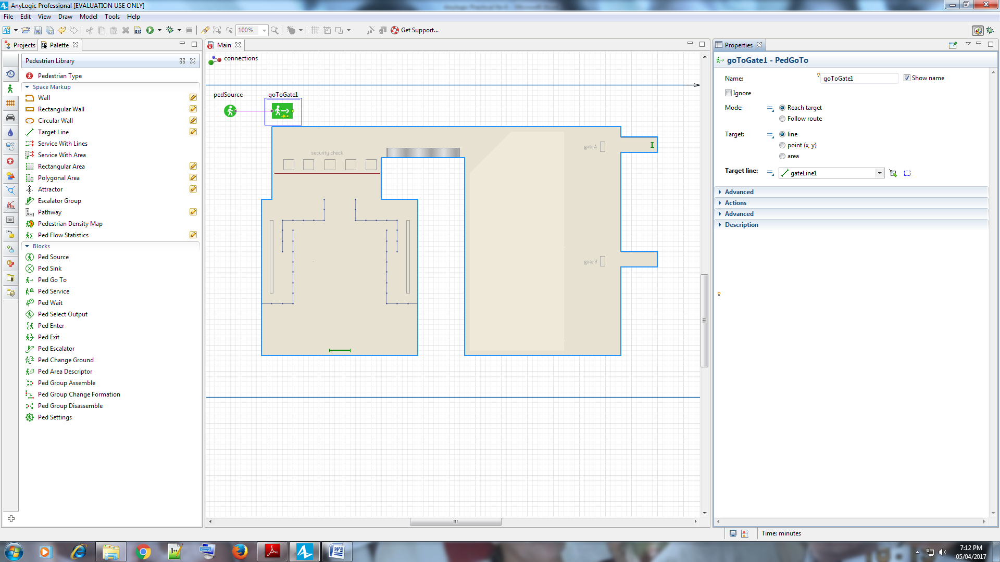 AnyLogic Professional [EVALUATION USE ONLY]
File Edit View Draw Model Tools Help
100% Get Support...
Projects Palette
Pedestrian Library
Pedestrian Type
Space Markup
Wall
Rectangular Wall
Circular Wall
Target Line
Service With Lines
Service With Area
Rectangular Area
Polygonal Area
Attractor
Escalator Group
Pathway
Pedestrian Density Map
Ped Flow Statistics
Blocks
Ped Source
Ped Sink
Ped Go To
Ped Service
Ped Wait
Ped Select Output
Ped Enter
Ped Exit
Ped Escalator
Ped Change Ground
Ped Area Descriptor
Ped Group Assemble
Ped Group Change Formation
Ped Group Disassemble
Ped Settings
Main
connections
pedSource goToGate1
security check
gate A
gate B
Properties
goToGate1 - PedGoTo
Name: goToGate1 Show name
Ignore
Mode: Reach target
Follow route
Target: line
point (x, y)
area
Target line: gateLine1
Advanced
Actions
Advanced
Description
Time: minutes
7:12 PM
05/04/2017